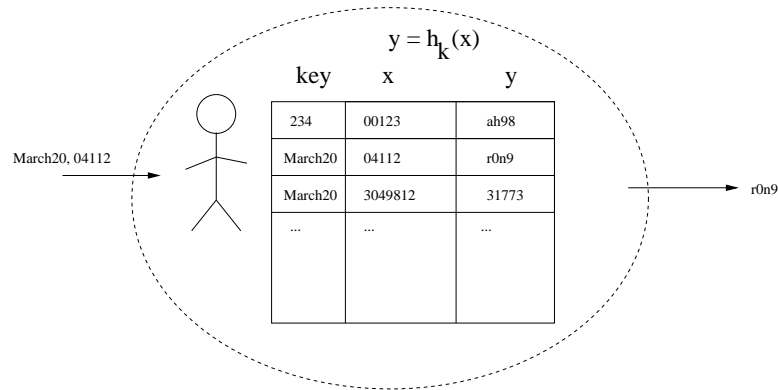 y = h_k(x)
key x y
234 00123 ah98
March20, 04112
March20 04112 r0n9
March20 3049812 31773
r0n9
... ... ...